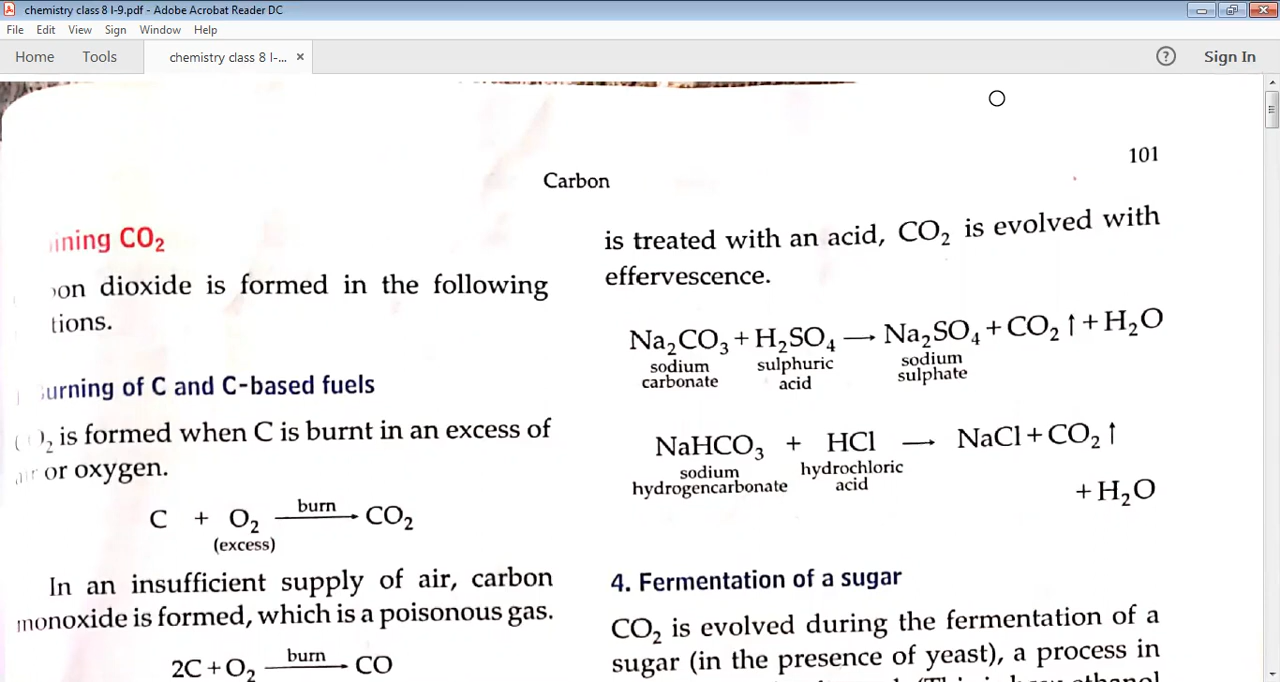 chemistry class 8 l-9.pdf - Adobe Acrobat Reader DC
File Edit View Sign Window Help
Home Tools chemistry class 8 l-... × ? Sign In
101
Carbon
ining CO₂
on dioxide is formed in the following
tions.
urning of C and C-based fuels
O₂ is formed when C is burnt in an excess of
air or oxygen.
C + O₂ burn → CO₂
(excess)
In an insufficient supply of air, carbon
monoxide is formed, which is a poisonous gas.
2C + O₂ burn → CO
is treated with an acid, CO₂ is evolved with
effervescence.
Na₂CO₃ + H₂SO₄ → Na₂SO₄ + CO₂ ↑ + H₂O
sodium sulphuric sodium
carbonate acid sulphate
NaHCO₃ + HCl → NaCl + CO₂ ↑
sodium hydrochloric
hydrogencarbonate acid
+ H₂O
4. Fermentation of a sugar
CO₂ is evolved during the fermentation of a
sugar (in the presence of yeast), a process in